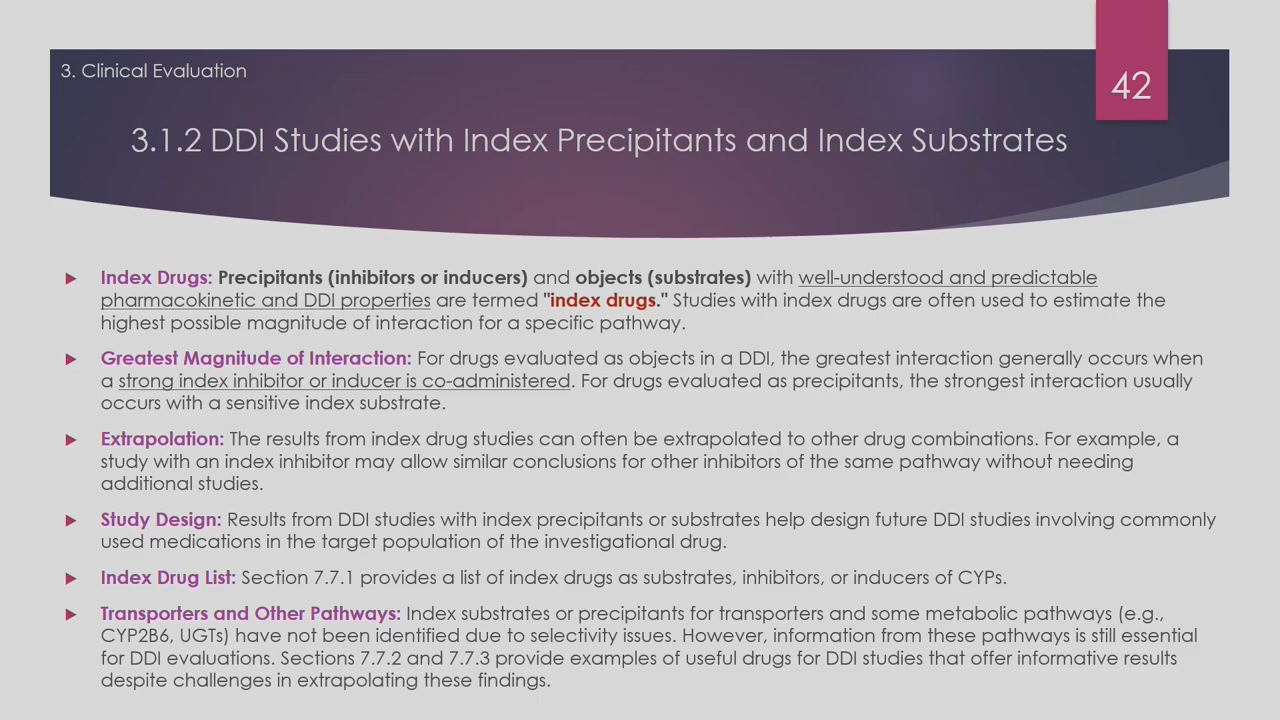 3. Clinical Evaluation
42
3.1.2 DDI Studies with Index Precipitants and Index Substrates
Index Drugs: Precipitants (inhibitors or inducers) and objects (substrates) with well-understood and predictable
pharmacokinetic and DDI properties are termed "index drugs." Studies with index drugs are often used to estimate the
highest possible magnitude of interaction for a specific pathway.
Greatest Magnitude of Interaction: For drugs evaluated as objects in a DDI, the greatest interaction generally occurs when
a strong index inhibitor or inducer is co-administered. For drugs evaluated as precipitants, the strongest interaction usually
occurs with a sensitive index substrate.
Extrapolation: The results from index drug studies can often be extrapolated to other drug combinations. For example, a
study with an index inhibitor may allow similar conclusions for other inhibitors of the same pathway without needing
additional studies.
Study Design: Results from DDI studies with index precipitants or substrates help design future DDI studies involving commonly
used medications in the target population of the investigational drug.
Index Drug List: Section 7.7.1 provides a list of index drugs as substrates, inhibitors, or inducers of CYPs.
Transporters and Other Pathways: Index substrates or precipitants for transporters and some metabolic pathways (e.g.,
CYP2B6, UGTs) have not been identified due to selectivity issues. However, information from these pathways is still essential
for DDI evaluations. Sections 7.7.2 and 7.7.3 provide examples of useful drugs for DDI studies that offer informative results
despite challenges in extrapolating these findings.